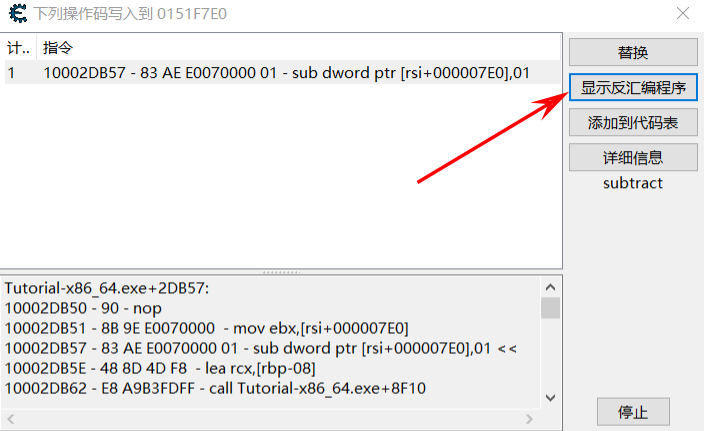 下列操作码写入到 0151F7E0
计.. 指令
1 10002DB57 - 83 AE E0070000 01 - sub dword ptr [rsi+000007E0],01
替换
显示反汇编程序
添加到代码表
详细信息
subtract
Tutorial-x86_64.exe+2DB57:
10002DB50 - 90 - nop
10002DB51 - 8B 9E E0070000  - mov ebx,[rsi+000007E0]
10002DB57 - 83 AE E0070000 01 - sub dword ptr [rsi+000007E0],01 <<
10002DB5E - 48 8D 4D F8  - lea rcx,[rbp-08]
10002DB62 - E8 A9B3FDFF - call Tutorial-x86_64.exe+8F10
停止